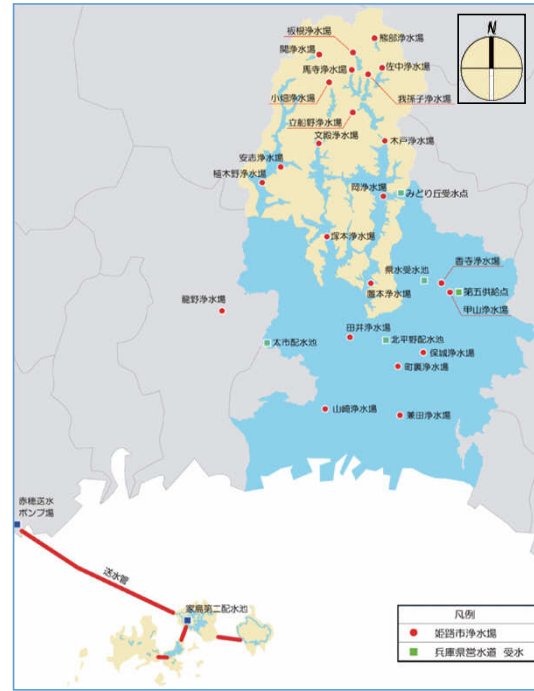 N
板根浄水場
熊部浄水場
関浄水場
馬寺浄水場
佐中浄水場
小畑浄水場
我孫子浄水場
立船野浄水場
文殿浄水場
木戸浄水場
安志浄水場
植木野浄水場
岡浄水場
みどり丘受水点
塚本浄水場
県水受水池
香寺浄水場
置本浄水場
第五供給点
甲山浄水場
龍野浄水場
田井浄水場
太市配水池
北平野配水池
保城浄水場
町裏浄水場
山崎浄水場
兼田浄水場
赤穂送水
ポンプ場
送水管
家島第二配水池
凡例
姫路市浄水場
兵庫県営水道 受水